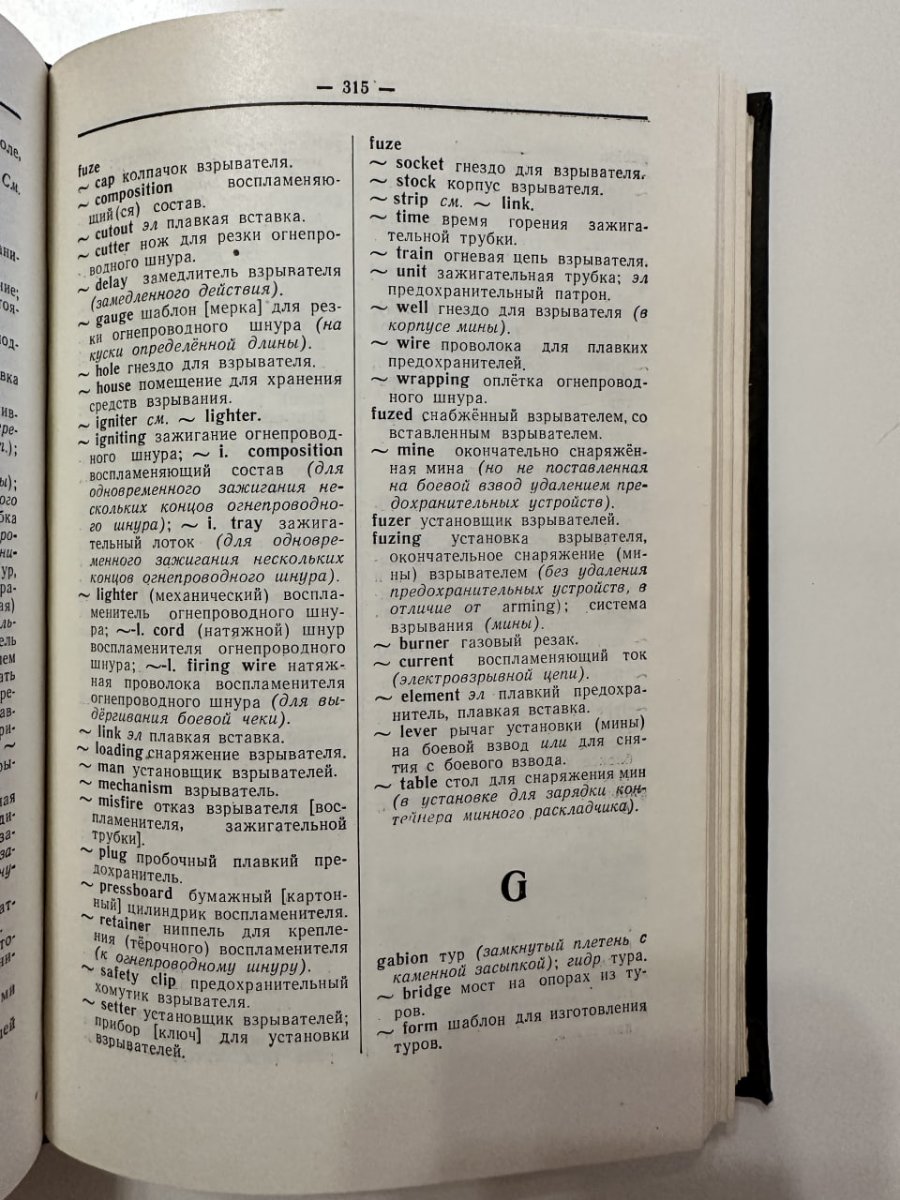 — 315 —
fuze
~ cap колпачок взрывателя.
~ composition воспламеняю-
щий(ся) состав.
~ cutout эл плавкая вставка.
~ cutter нож для резки огнепро-
водного шнура.
~ delay замедлитель взрывателя
(замедленного действия).
~ gauge шаблон [мерка] для рез-
ки огнепроводного шнура (на
куски определённой длины).
~ hole гнездо для взрывателя.
~ house помещение для хранения
средств взрывания.
~ igniter см. ~ lighter.
~ igniting зажигание огнепровод-
ного шнура; ~ i. composition
воспламеняющий состав (для
одновременного зажигания не-
скольких концов огнепроводно-
го шнура); ~ i. tray зажига-
тельный лоток (для одновре-
менного зажигания нескольких
концов огнепроводного шнура).
~ lighter (механический) воспла-
менитель огнепроводного шну-
ра; ~-l. cord (натяжной) шнур
воспламенителя огнепроводного
шнура; ~-l. firing wire натяж-
ная проволока воспламенителя
огнепроводного шнура (для вы-
дёргивания боевой чеки).
~ link эл плавкая вставка.
~ loading снаряжение взрывателя.
~ man установщик взрывателей.
~ mechanism взрыватель.
~ misfire отказ взрывателя [вос-
пламенителя, зажигательной
трубки].
~ plug пробочный плавкий пре-
дохранитель.
~ pressboard бумажный [картон-
ный] цилиндрик воспламенителя.
~ retainer ниппель для крепле-
ния (тёрочного) воспламенителя
(к огнепроводному шнуру).
~ safety clip предохранительный
хомутик взрывателя.
~ setter установщик взрывателей;
прибор [ключ] для установки
взрывателей.
fuze
~ socket гнездо для взрывателя.
~ stock корпус взрывателя.
~ strip см. ~ link.
~ time время горения зажига-
тельной трубки.
~ train огневая цепь взрывателя.
~ unit зажигательная трубка; эл
предохранительный патрон.
~ well гнездо для взрывателя (в
корпусе мины).
~ wire проволока для плавких
предохранителей.
~ wrapping оплётка огнепровод-
ного шнура.
fuzed снабжённый взрывателем, со
вставленным взрывателем.
~ mine окончательно снаряжён-
ная мина (но не поставленная
на боевой взвод удалением пре-
дохранительных устройств).
fuzer установщик взрывателей.
fuzing установка взрывателя,
окончательное снаряжение (ми-
ны) взрывателем (без удаления
предохранительных устройств, в
отличие от arming); система
взрывания (мины).
~ burner газовый резак.
~ current воспламеняющий ток
(электровзрывной цепи).
~ element эл плавкий предохра-
нитель, плавкая вставка.
~ lever рычаг установки (мины)
на боевой взвод или для сня-
тия с боевого взвода.
~ table стол для снаряжения мин
(в установке для зарядки кон-
тейнера минного раскладчика).
G
gabion тур (замкнутый плетень с
каменной засыпкой); гидр тура.
~ bridge мост на опорах из ту-
ров.
~ form шаблон для изготовления
туров.